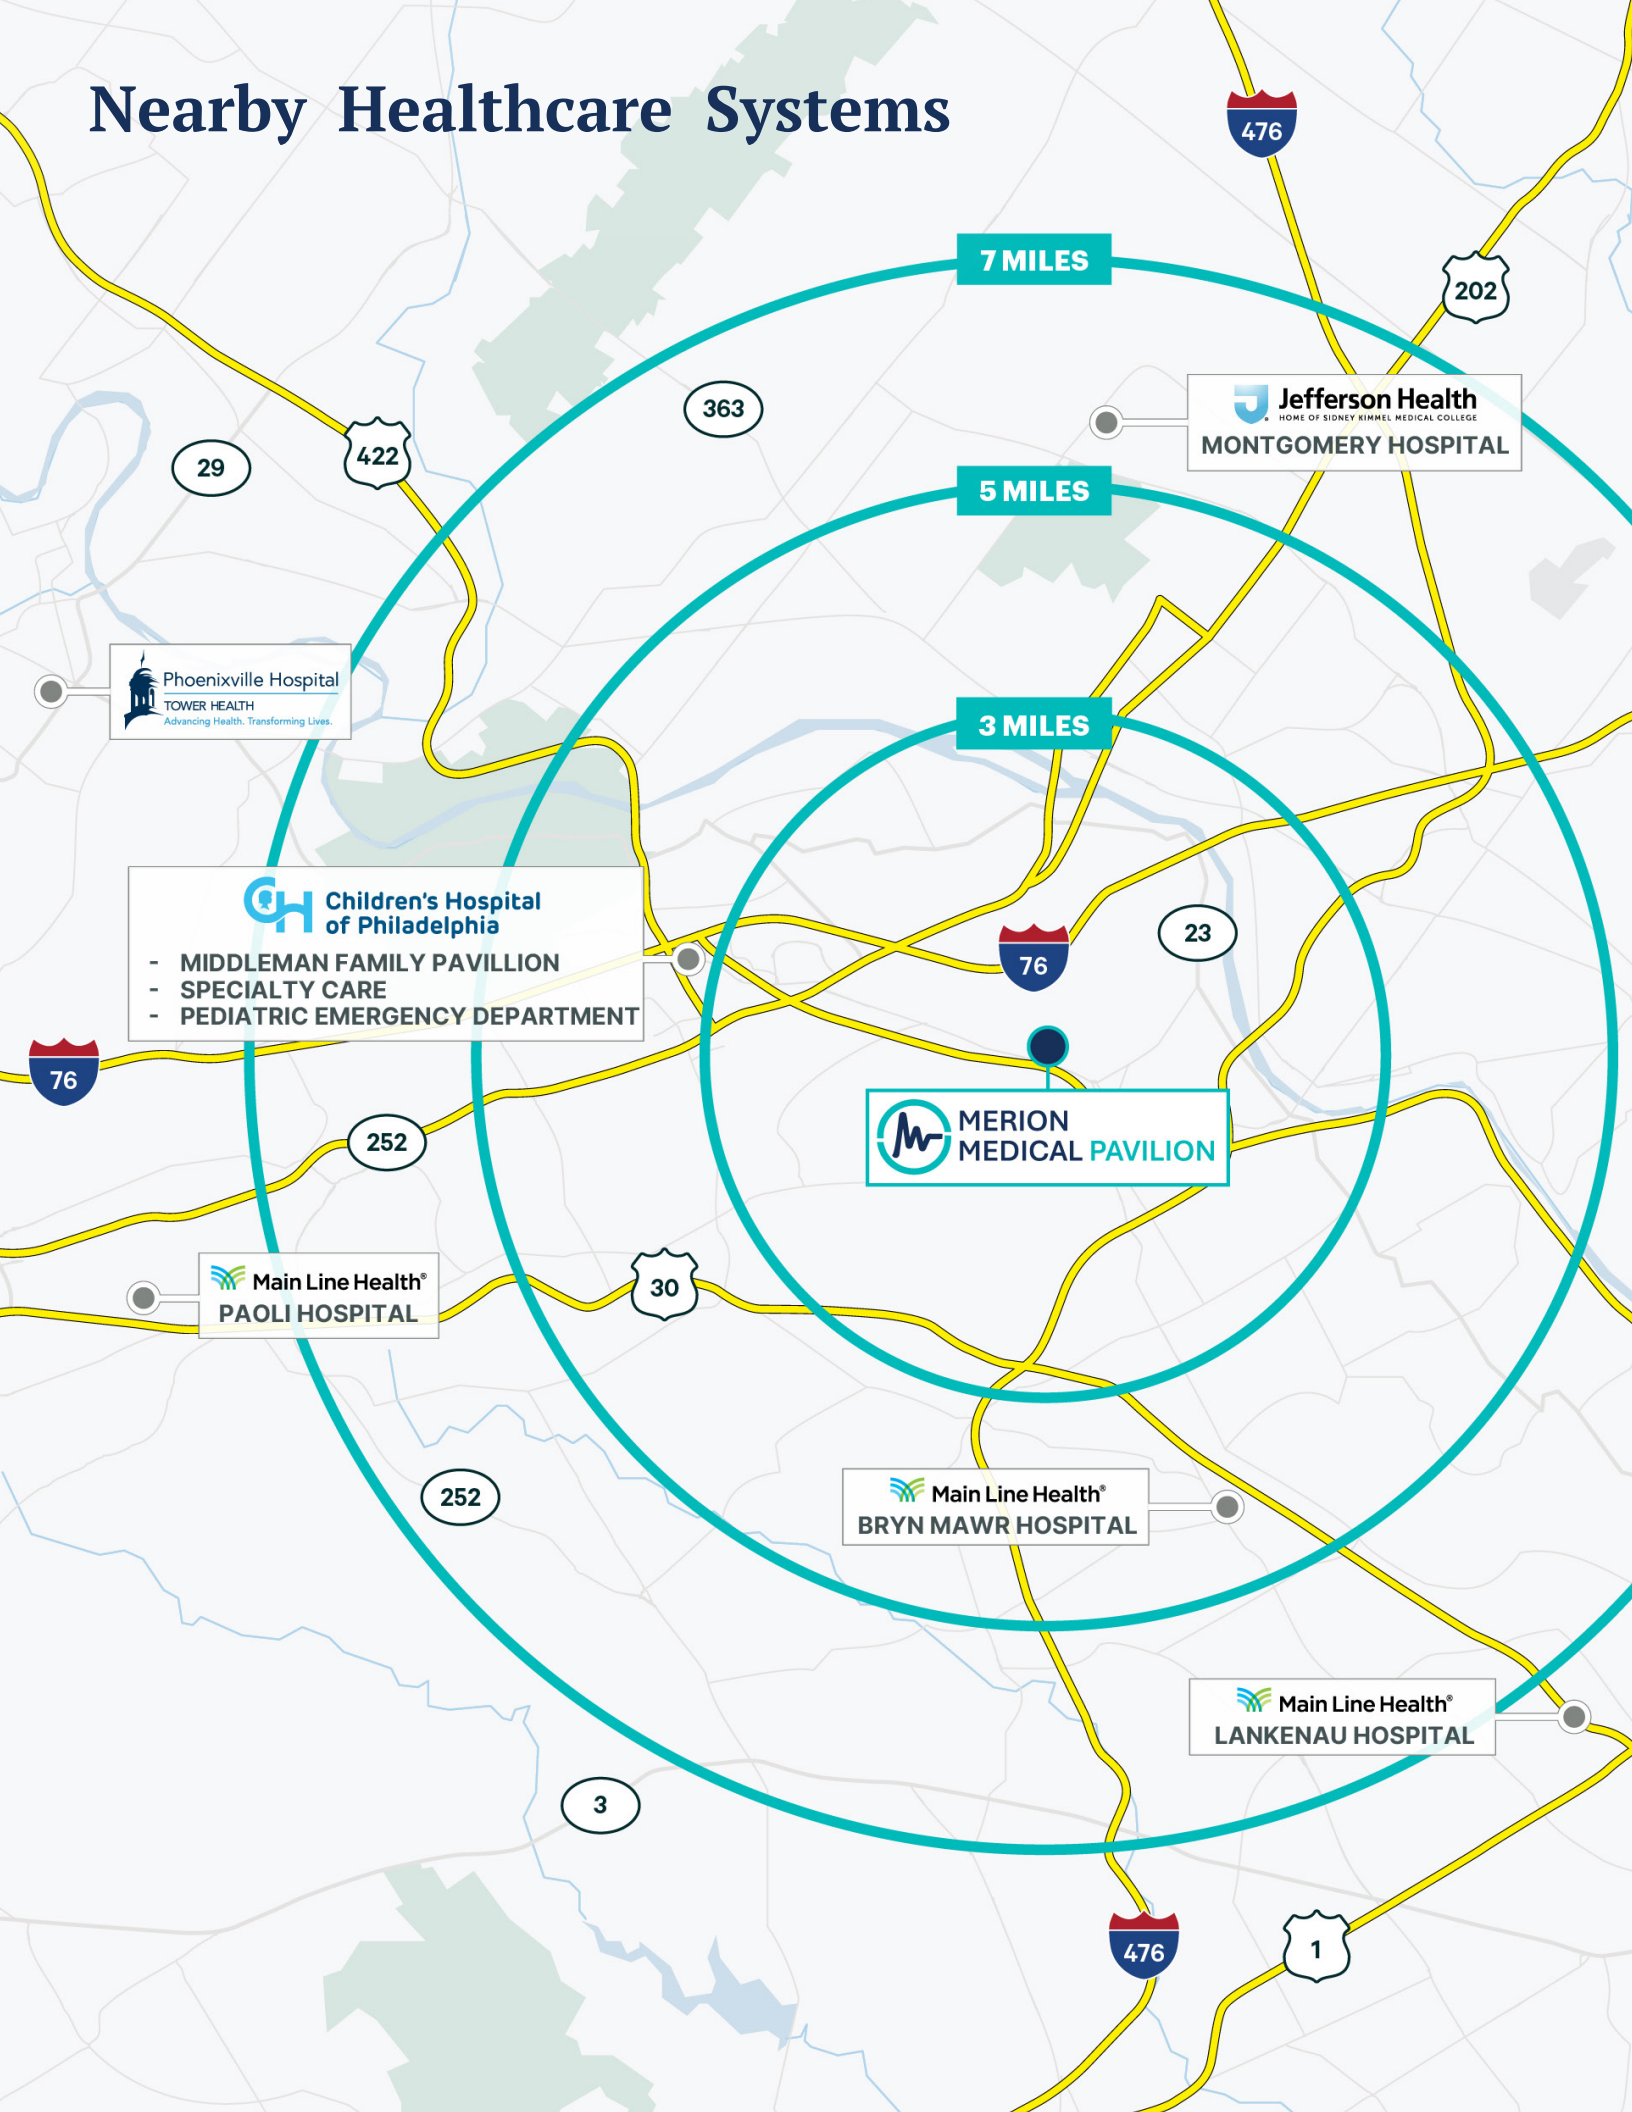 Nearby Healthcare Systems
476
7 MILES
202
363
Jefferson Health
HOME OF SIDNEY KIMMEL MEDICAL COLLEGE
MONTGOMERY HOSPITAL
422
29
5 MILES
Phoenixville Hospital
TOWER HEALTH
Advancing Health. Transforming Lives.
3 MILES
Children's Hospital
of Philadelphia
- MIDDLEMAN FAMILY PAVILLION
- SPECIALTY CARE
- PEDIATRIC EMERGENCY DEPARTMENT
23
76
76
MERION
MEDICAL PAVILION
252
Main Line Health®
PAOLI HOSPITAL
30
252
Main Line Health®
BRYN MAWR HOSPITAL
Main Line Health®
LANKENAU HOSPITAL
3
476
1